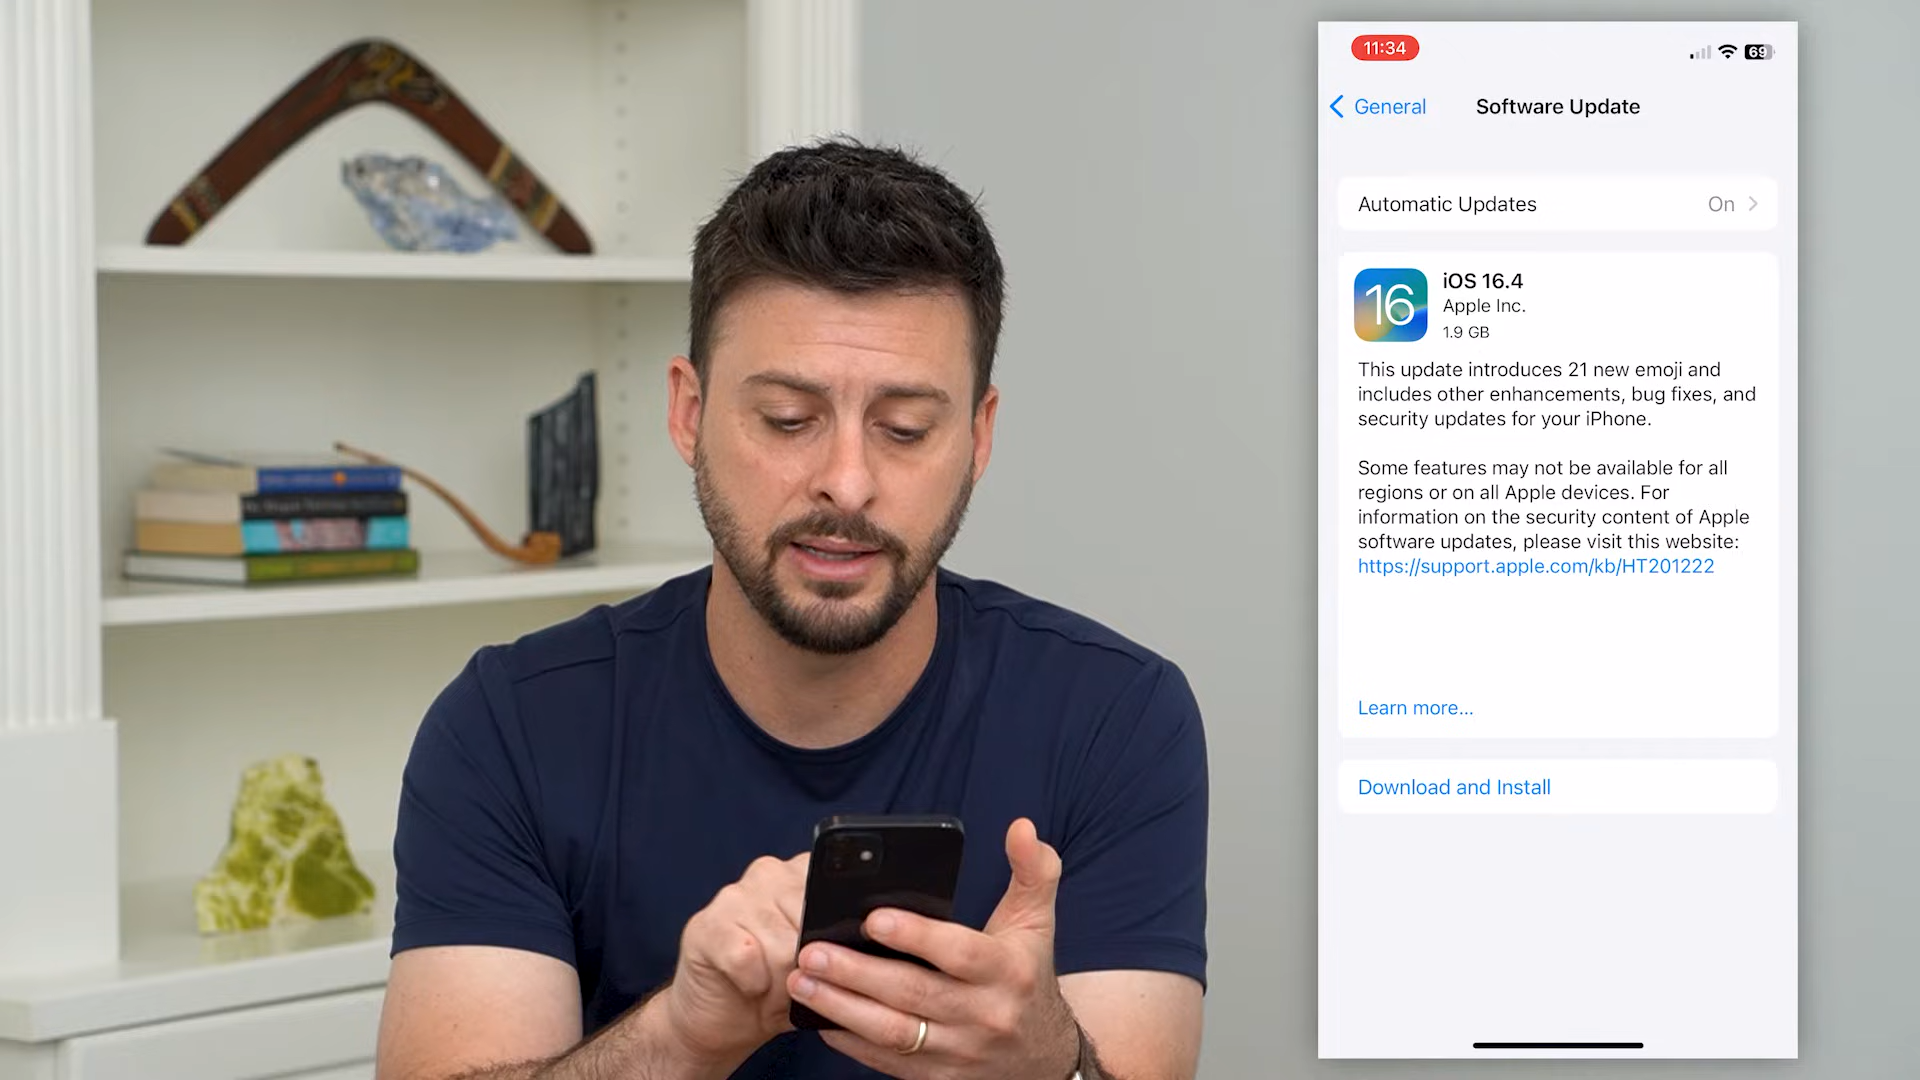 11:34
69
General
Software Update
Automatic Updates
On
16
iOS 16.4
Apple Inc.
1.9 GB
This update introduces 21 new emoji and
includes other enhancements, bug fixes, and
security updates for your iPhone.
Some features may not be available for all
regions or on all Apple devices. For
information on the security content of Apple
software updates, please visit this website:
https://support.apple.com/kb/HT201222
Learn more...
Download and Install